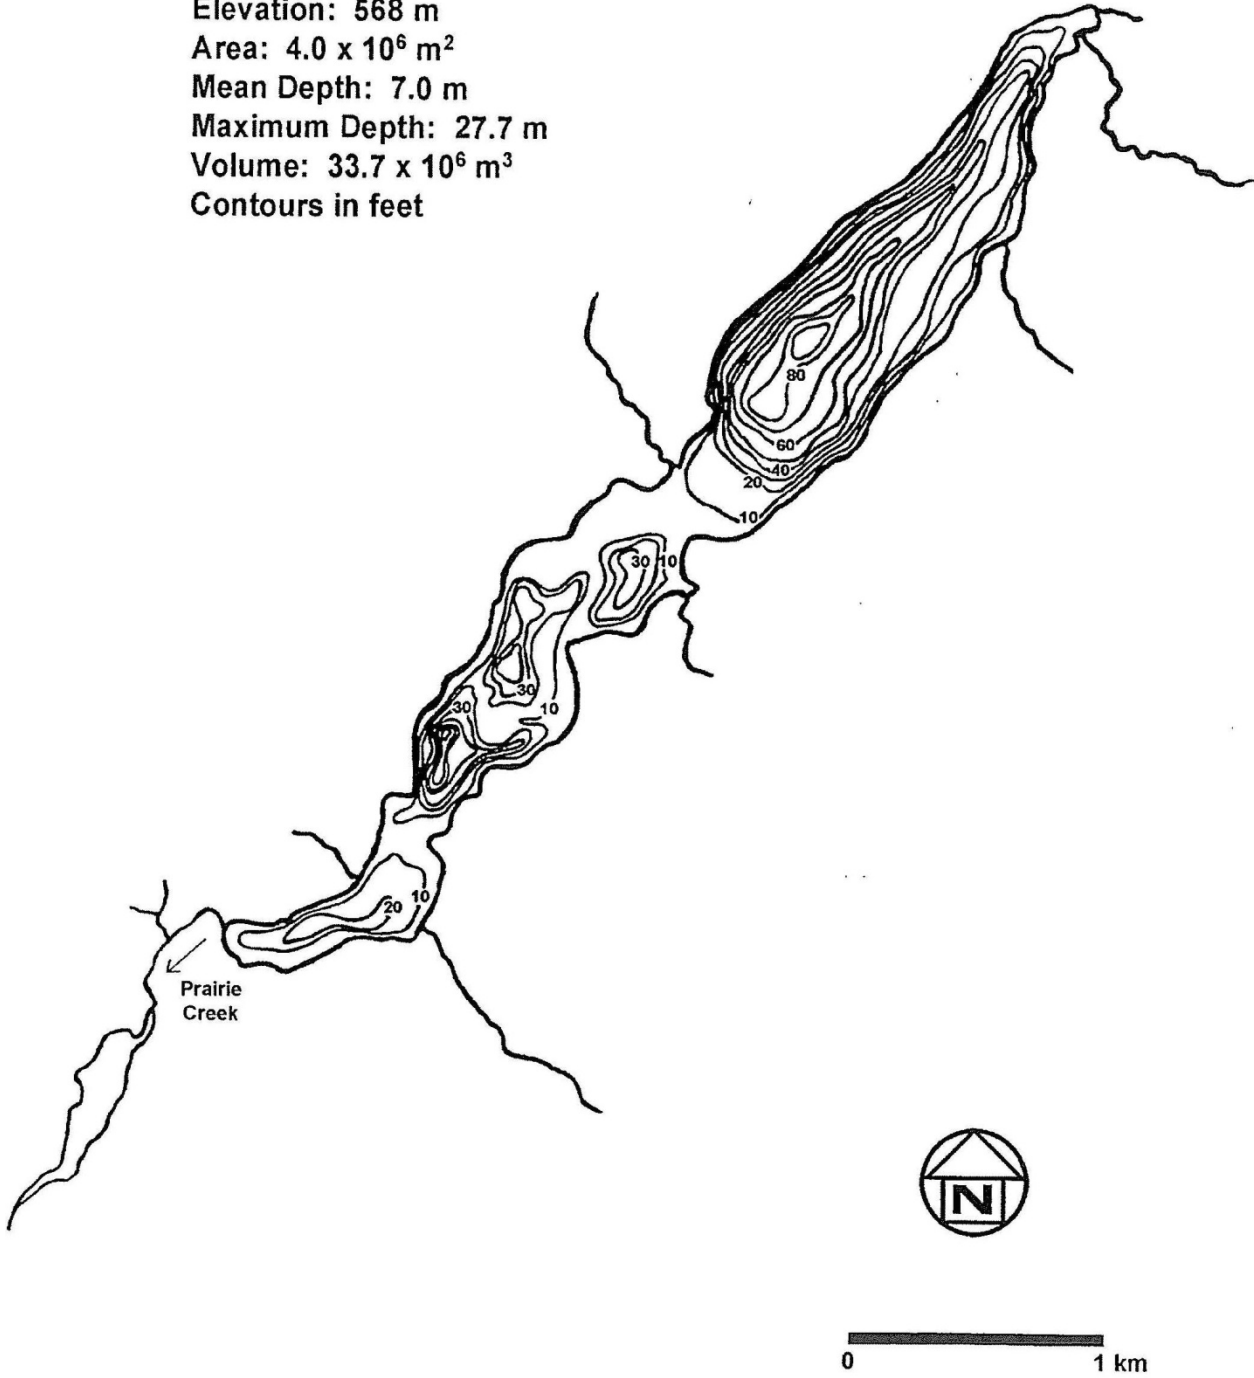 Elevation: 568 m
Area: 4.0 x 10⁶ m²
Mean Depth: 7.0 m
Maximum Depth: 27.7 m
Volume: 33.7 x 10⁶ m³
Contours in feet
80
60
40
20
10
30 10
30
30
10
10
20
Prairie
Creek
N
0 1 km